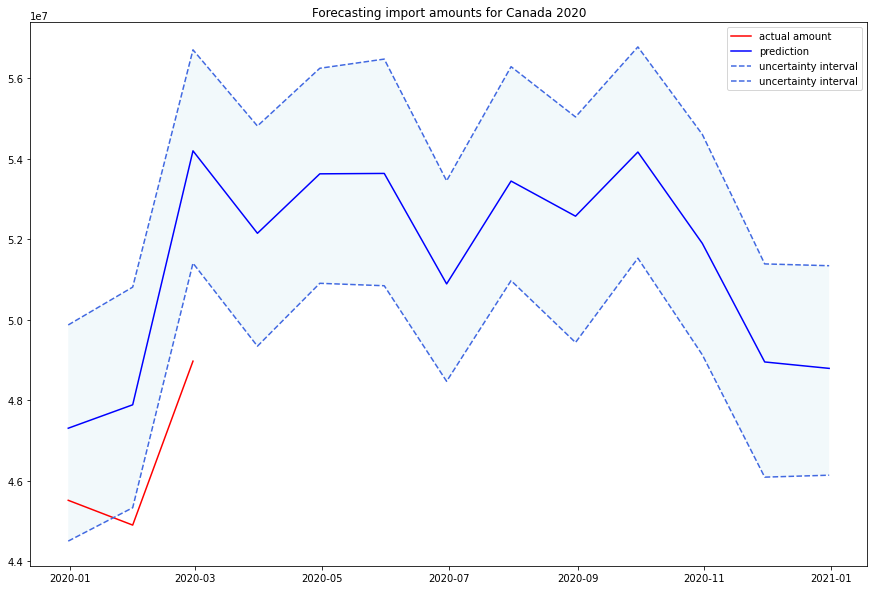 Forecasting import amounts for Canada 2020
1e7
actual amount
prediction
uncertainty interval
uncertainty interval
5.6
5.4
5.2
5.0
4.8
4.6
4.4
2020-01 2020-03 2020-05 2020-07 2020-09 2020-11 2021-01